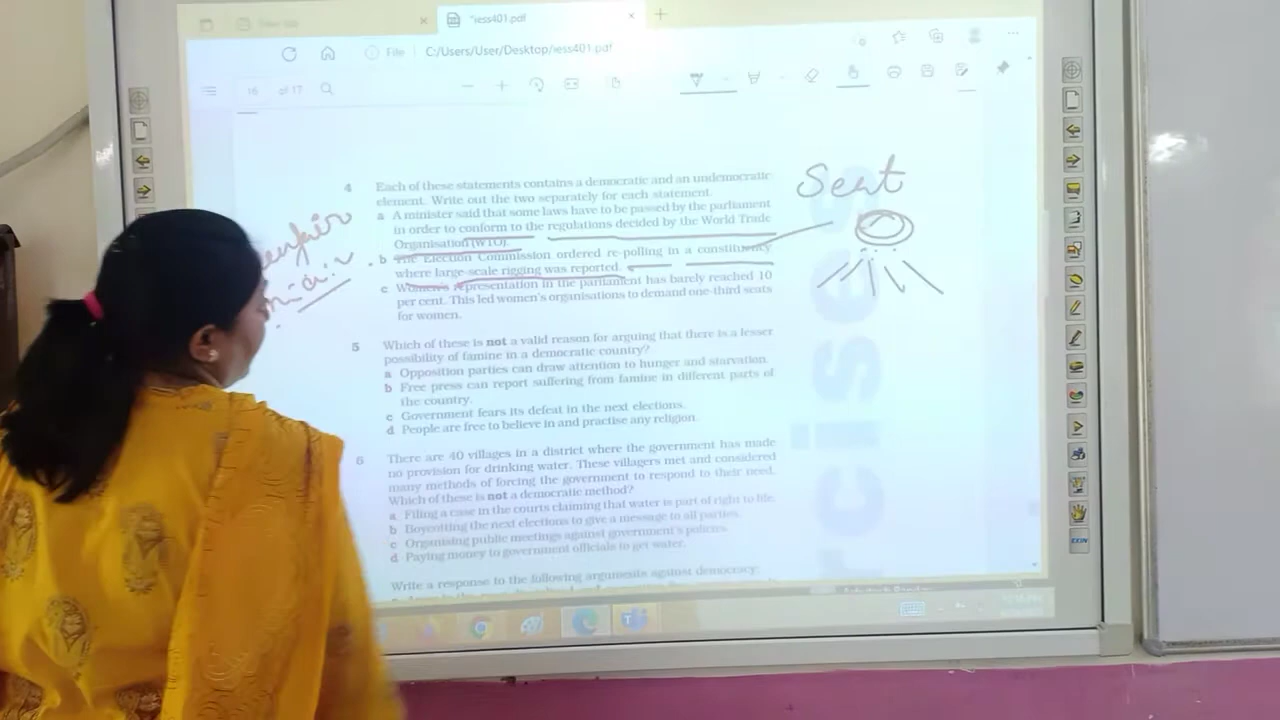 *iess401.pdf
File C:/Users/User/Desktop/iess401.pdf
16 of 17
4 Each of these statements contains a democratic and an undemocratic
element. Write out the two separately for each statement.
a A minister said that some laws have to be passed by the parliament
in order to conform to the regulations decided by the World Trade
Organisation (WTO).
b The Election Commission ordered re-polling in a constituency
where large-scale rigging was reported.
c Women's representation in the parliament has barely reached 10
per cent. This led women's organisations to demand one-third seats
for women.
Seat
unfair
5 Which of these is not a valid reason for arguing that there is a lesser
possibility of famine in a democratic country?
a Opposition parties can draw attention to hunger and starvation.
b Free press can report suffering from famine in different parts of
the country.
c Government fears its defeat in the next elections.
d People are free to believe in and practise any religion.
6 There are 40 villages in a district where the government has made
no provision for drinking water. These villagers met and considered
many methods of forcing the government to respond to their need.
Which of these is not a democratic method?
a Filing a case in the courts claiming that water is part of right to life.
b Boycotting the next elections to give a message to all parties.
c Organising public meetings against government's policies.
d Paying money to government officials to get water.
Write a response to the following arguments against democracy:
rcises